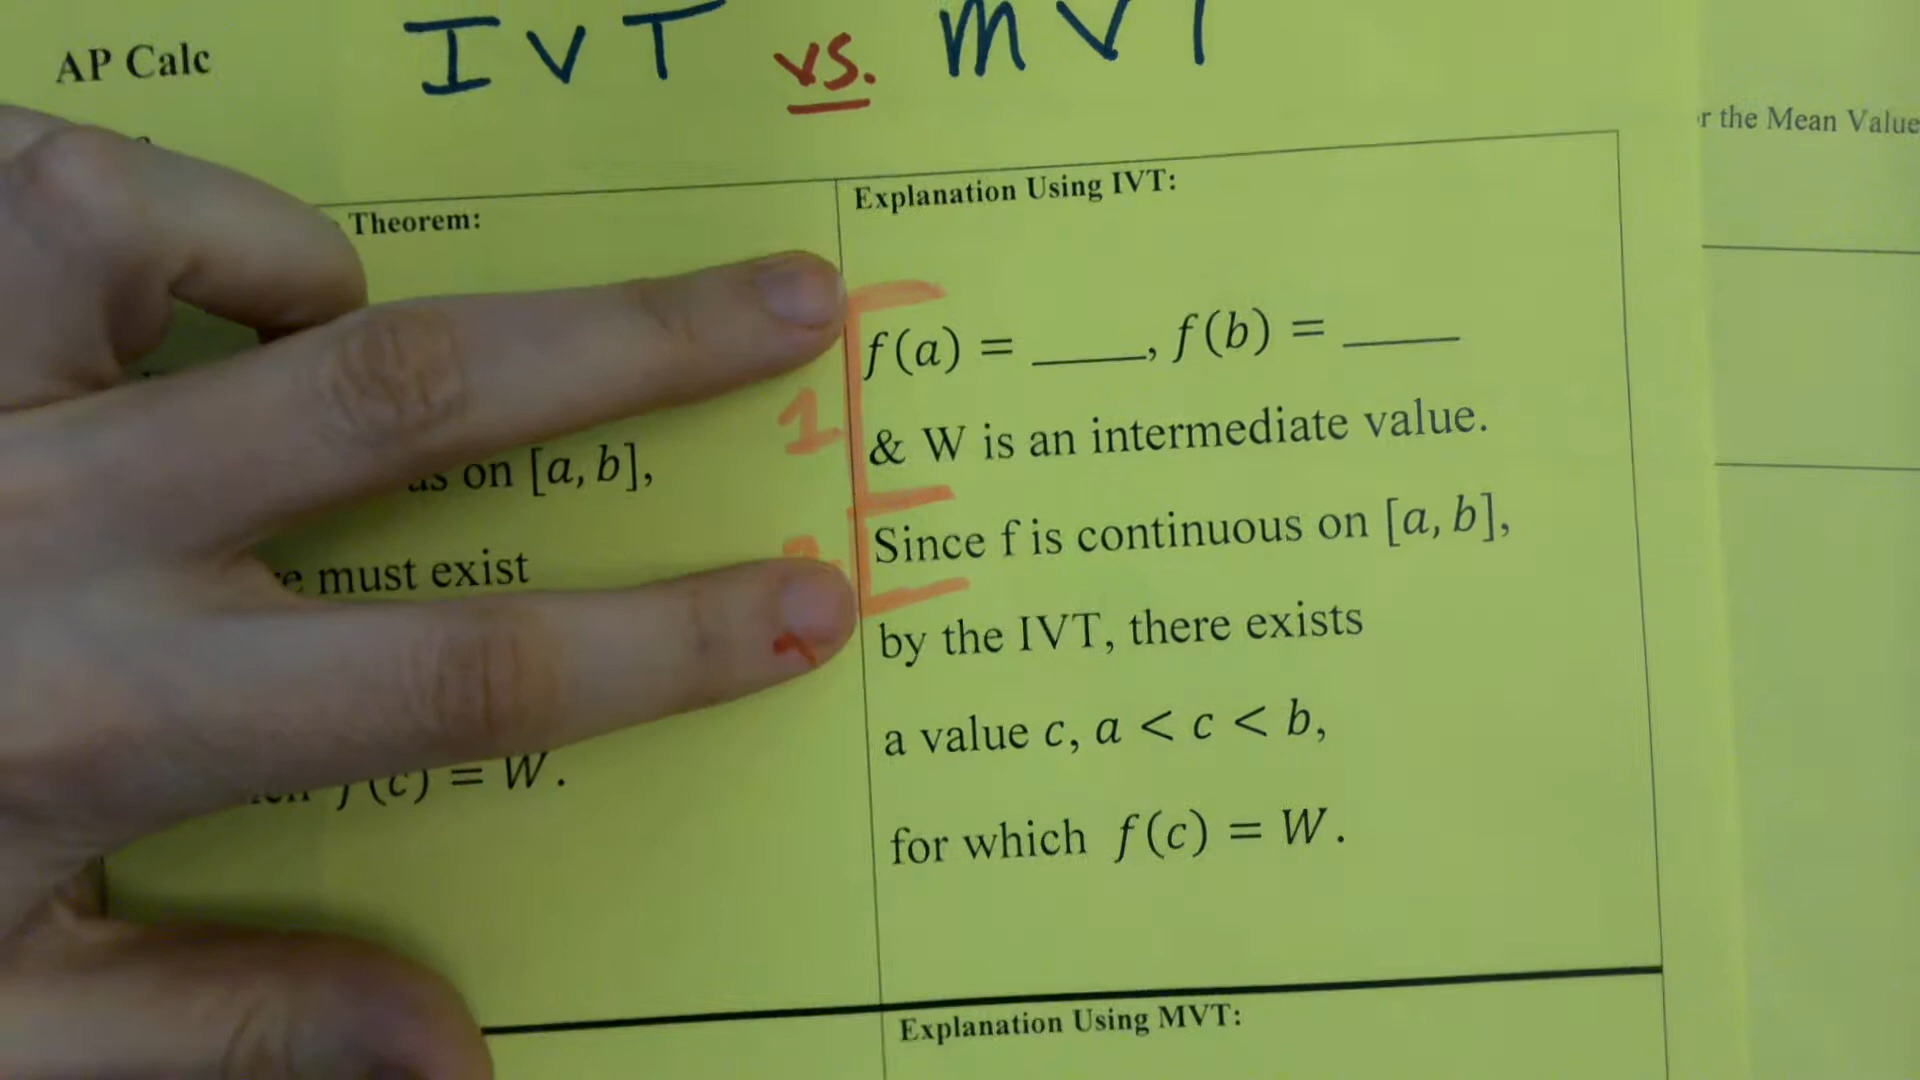 AP Calc
IVT vs. MVT
r the Mean Value
Theorem:
on [a, b],
must exist
f(c) = W.
Explanation Using IVT:
1
f(a) = ____, f(b) = ____
& W is an intermediate value.
Since f is continuous on [a, b],
by the IVT, there exists
a value c, a < c < b,
for which f(c) = W.
Explanation Using MVT: